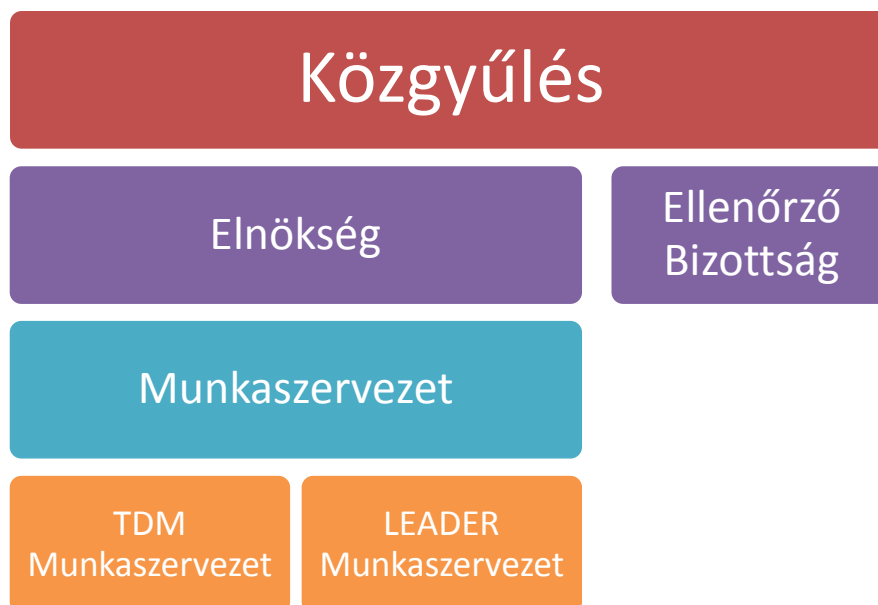 Közgyűlés
Elnökség
Ellenőrző
Bizottság
Munkaszervezet
TDM
Munkaszervezet
LEADER
Munkaszervezet